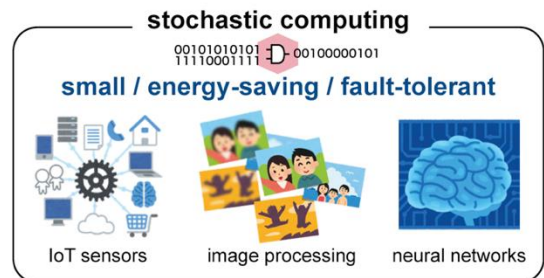 stochastic computing
00101010101
11110001111
00100000101
small / energy-saving / fault-tolerant
IoT sensors
image processing
neural networks